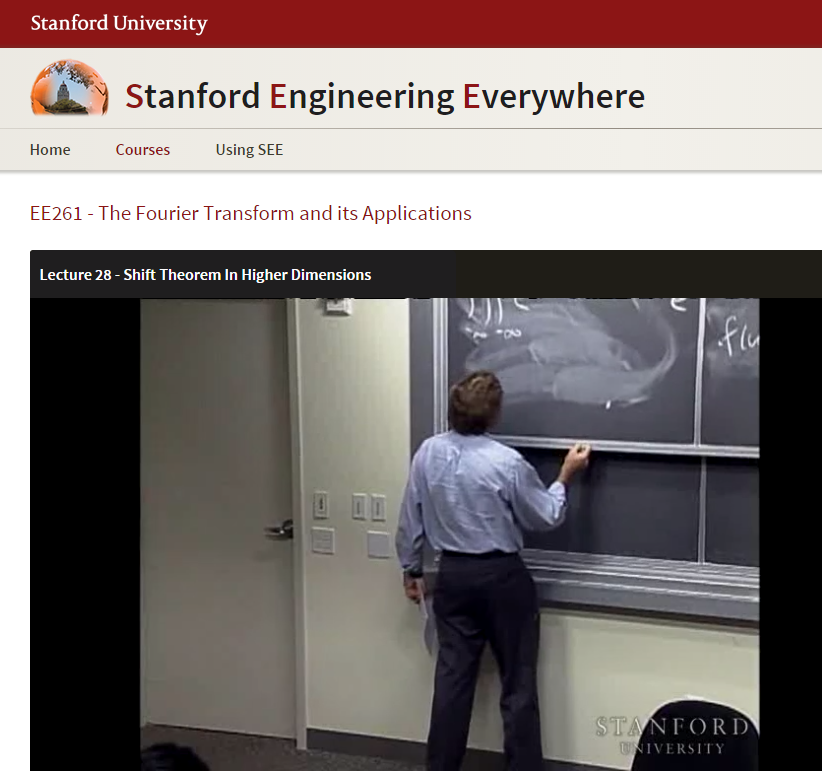 Stanford University
Stanford Engineering Everywhere
Home Courses Using SEE
EE261 - The Fourier Transform and its Applications
Lecture 28 - Shift Theorem In Higher Dimensions
STANFORD
UNIVERSITY